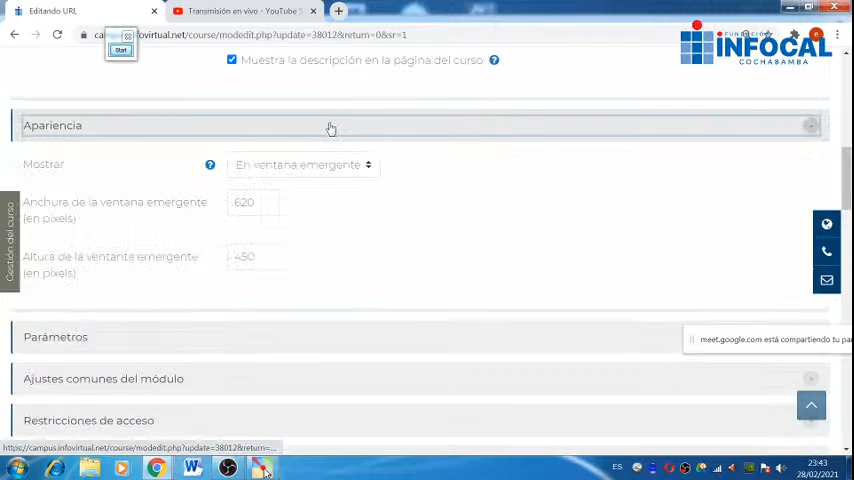 Editando URL
Transmisión en vivo - YouTube S
ovirtual.net/course/modedit.php?update=38012&return=0&sr=1
Start
FUNDACIÓN
INFOCAL
COCHABAMBA
Muestra la descripción en la página del curso
Apariencia
Mostrar
En ventana emergente
Anchura de la ventana emergente
(en pixels)
620
Gestión del curso
Altura de la ventanta emergente
(en pixels)
450
Parámetros
meet.google.com está compartiendo tu pa
Ajustes comunes del módulo
Restricciones de acceso
https://campus.infovirtual.net/course/modedit.php?update=38012&return=...
ES
23:43
28/02/2021